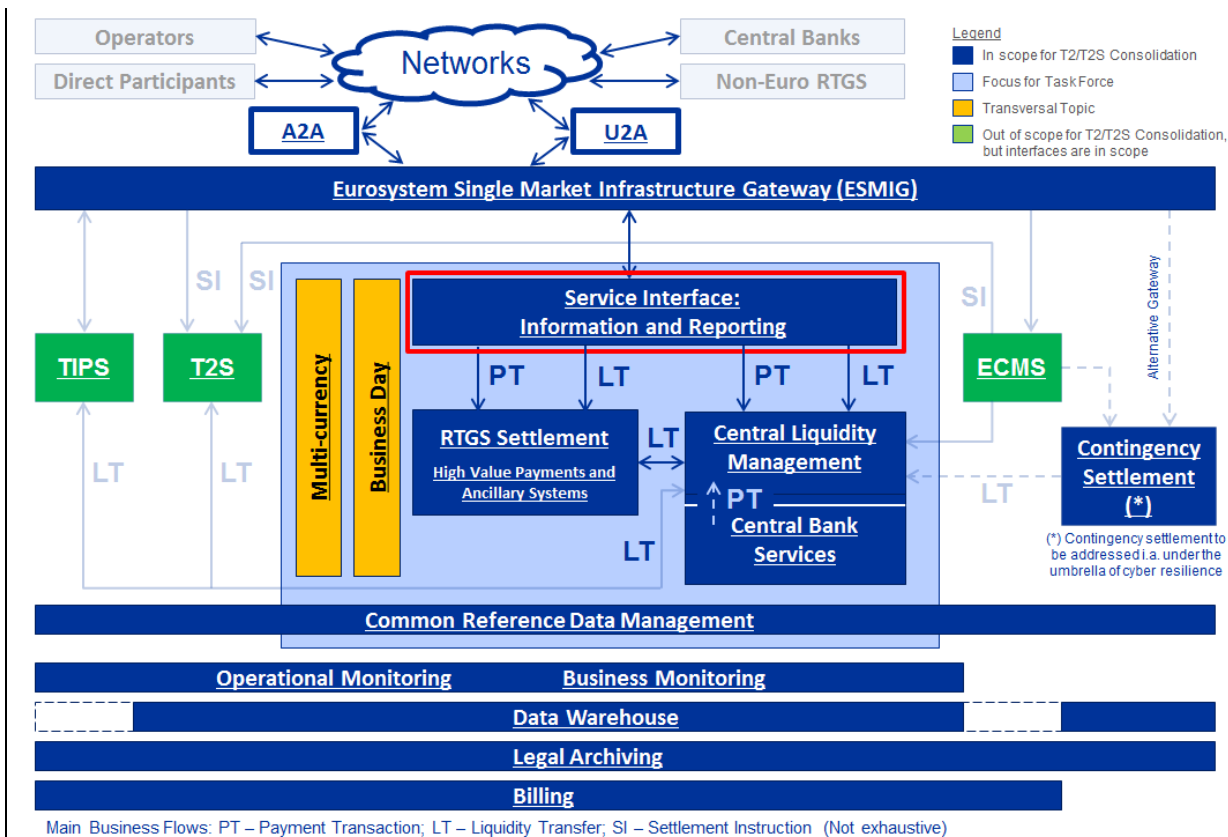 Operators
Networks
Central Banks
Direct Participants
Non-Euro RTGS
Legend
In scope for T2/T2S Consolidation
Focus for Task Force
Transversal Topic
Out of scope for T2/T2S Consolidation,
but interfaces are in scope
A2A
U2A
Eurosystem Single Market Infrastructure Gateway (ESMIG)
SI
SI
SI
Alternative Gateway
Service Interface:
Information and Reporting
TIPS
T2S
ECMS
Multi-currency
Business Day
PT
LT
PT
LT
RTGS Settlement
High Value Payments and
Ancillary Systems
LT
Central Liquidity
Management
PT
Central Bank
Services
Contingency
Settlement
(*)
LT
LT
LT
LT
(*) Contingency settlement to
be addressed i.a. under the
umbrella of cyber resilience
Common Reference Data Management
Operational Monitoring
Business Monitoring
Data Warehouse
Legal Archiving
Billing
Main Business Flows: PT – Payment Transaction; LT – Liquidity Transfer; SI – Settlement Instruction (Not exhaustive)